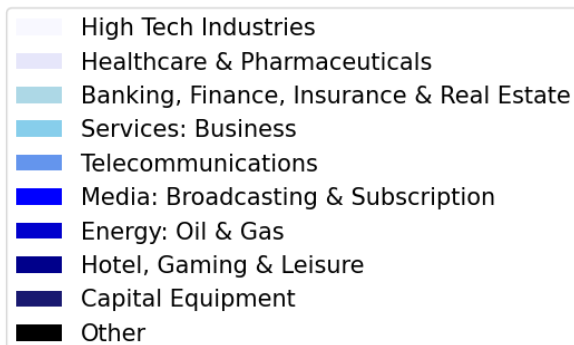 High Tech Industries
Healthcare & Pharmaceuticals
Banking, Finance, Insurance & Real Estate
Services: Business
Telecommunications
Media: Broadcasting & Subscription
Energy: Oil & Gas
Hotel, Gaming & Leisure
Capital Equipment
Other